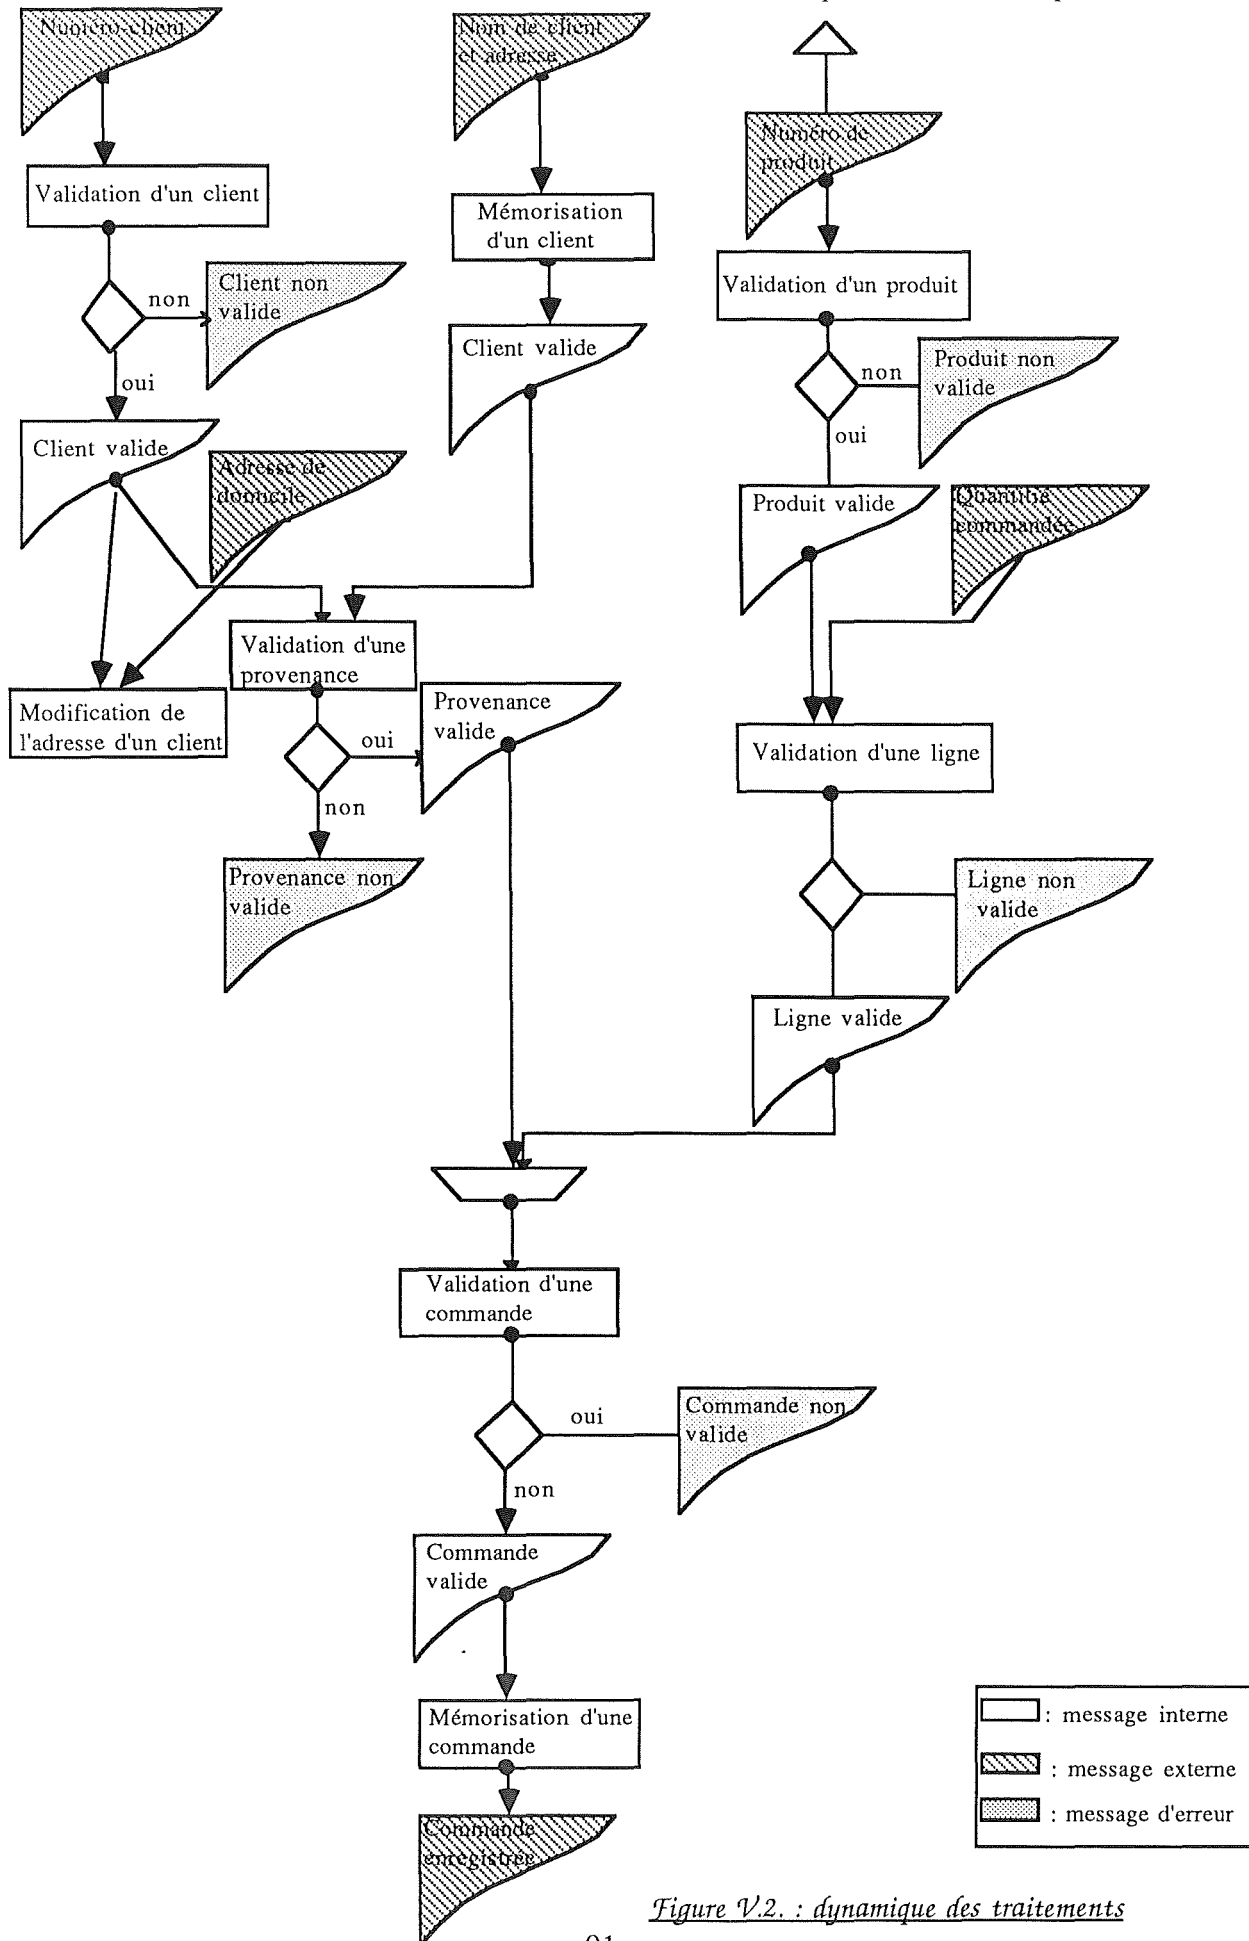 Numéro-client
Nom de client
et adresse
Numéro de
produit
Validation d'un client
Mémorisation
d'un client
Validation d'un produit
non
Client non
valide
Client valide
non
Produit non
valide
oui
oui
Client valide
Adresse de
domicile
Produit valide
Quantité
commandée
Validation d'une
provenance
Modification de
l'adresse d'un client
oui
Provenance
valide
non
Validation d'une ligne
Provenance non
valide
Ligne non
valide
Ligne valide
Validation d'une
commande
oui
Commande non
valide
non
Commande
valide
Mémorisation d'une
commande
: message interne
: message externe
: message d'erreur
Commande
enregistrée
Figure V.2. : dynamique des traitements